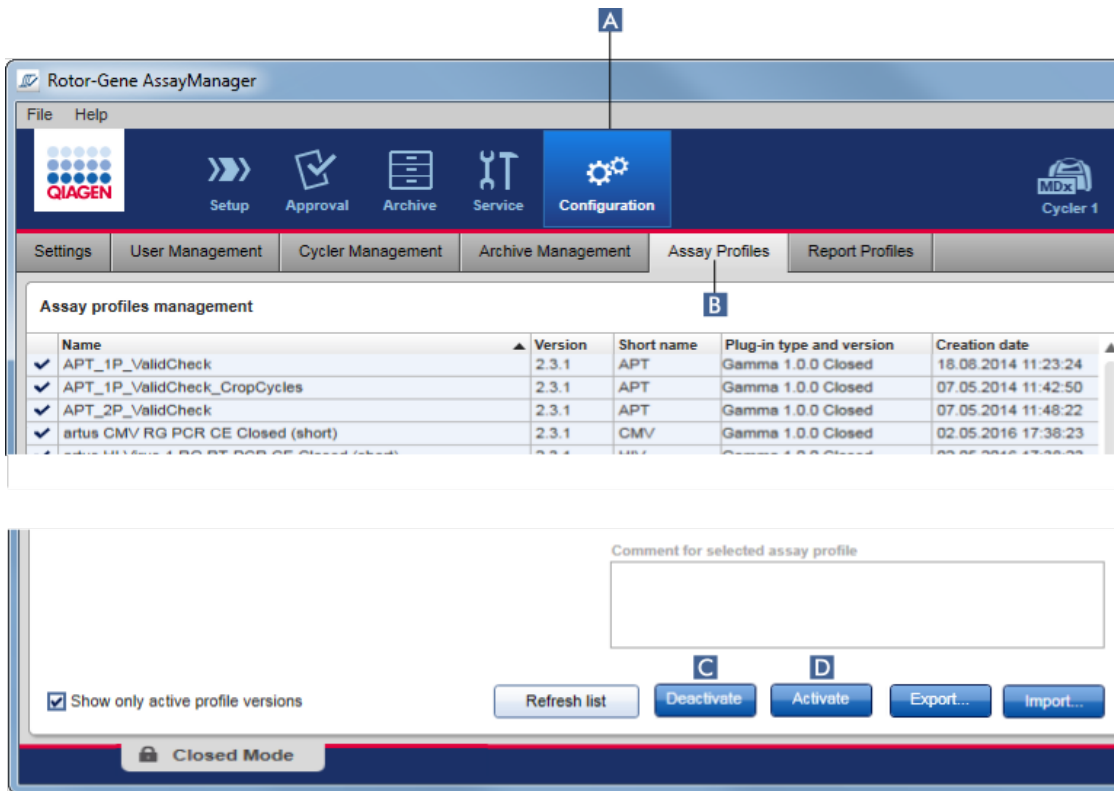 A
Rotor-Gene AssayManager
File Help
QIAGEN
Setup Approval Archive Service Configuration
MDx
Cycler 1
Settings User Management Cycler Management Archive Management Assay Profiles Report Profiles
B
Assay profiles management
Name Version Short name Plug-in type and version Creation date
APT_1P_ValidCheck 2.3.1 APT Gamma 1.0.0 Closed 18.08.2014 11:23:24
APT_1P_ValidCheck_CropCycles 2.3.1 APT Gamma 1.0.0 Closed 07.05.2014 11:42:50
APT_2P_ValidCheck 2.3.1 APT Gamma 1.0.0 Closed 07.05.2014 11:48:22
artus CMV RG PCR CE Closed (short) 2.3.1 CMV Gamma 1.0.0 Closed 02.05.2016 17:38:23
Comment for selected assay profile
C D
Show only active profile versions Refresh list Deactivate Activate Export... Import...
Closed Mode